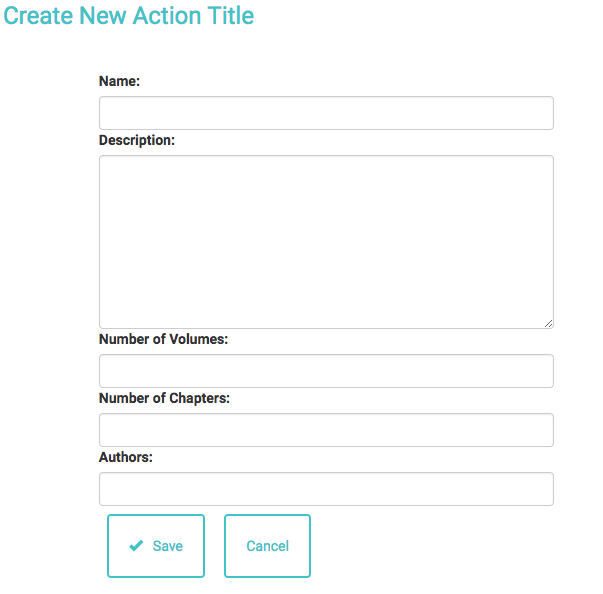 Create New Action Title
Name:
Description:
Number of Volumes:
Number of Chapters:
Authors:
Save Cancel